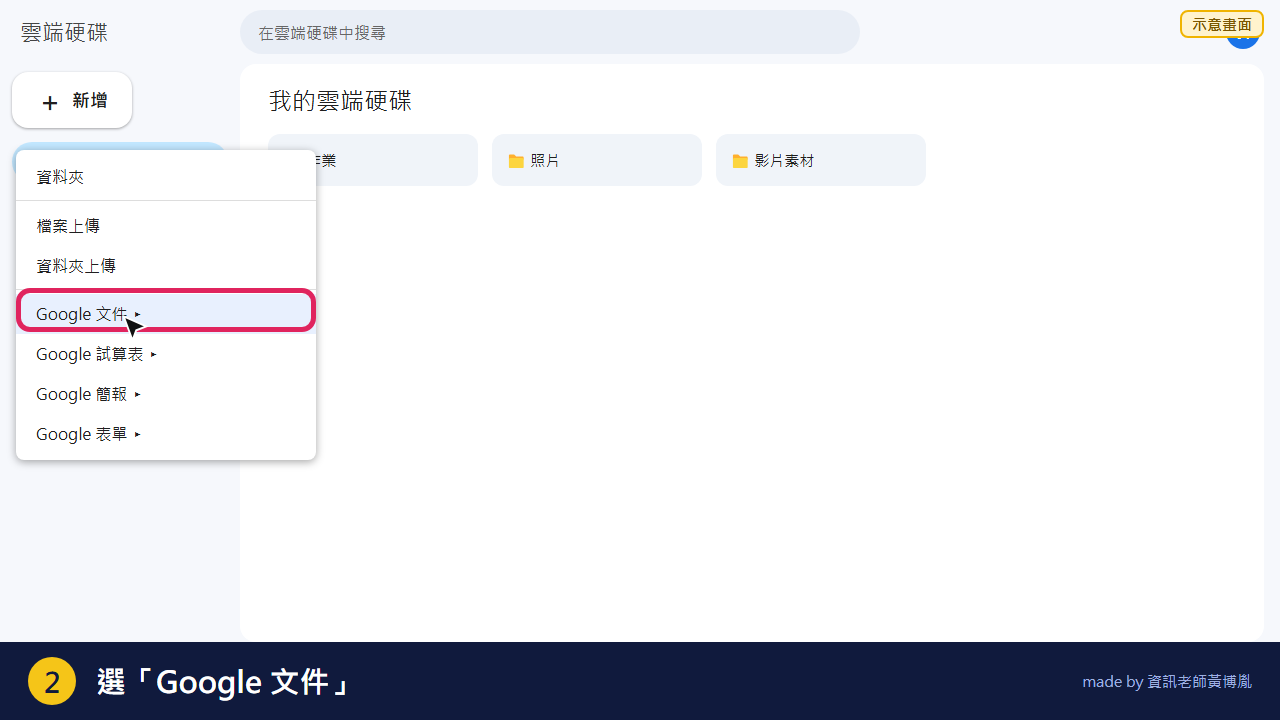 雲端硬碟
在雲端硬碟中搜尋
示意畫面
+ 新增
我的雲端硬碟
業
照片
影片素材
資料夾
檔案上傳
資料夾上傳
Google 文件 ▸
Google 試算表 ▸
Google 簡報 ▸
Google 表單 ▸
2 選「Google 文件」
made by 資訊老師黃博胤